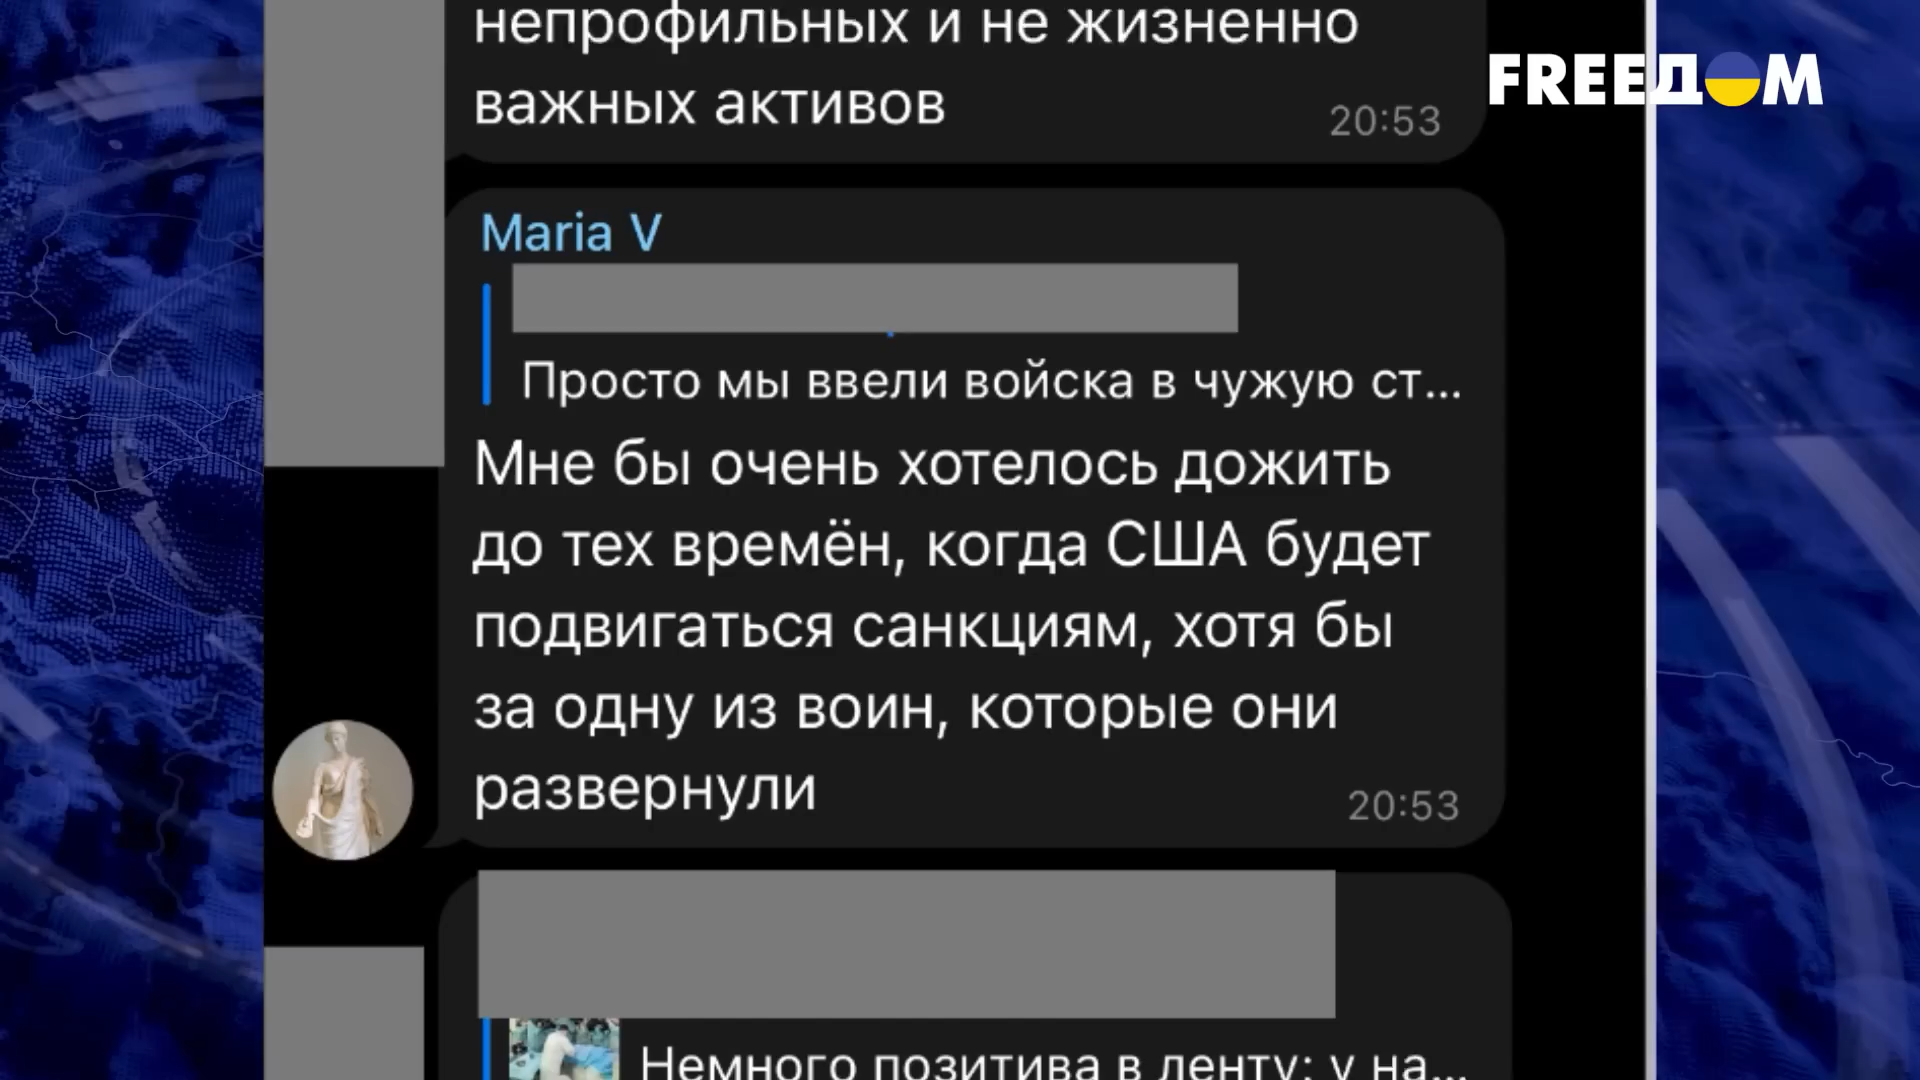 непрофильных и не жизненно
важных активов
20:53
FREEДOM
Maria V
Просто мы ввели войска в чужую ст...
Мне бы очень хотелось дожить
до тех времён, когда США будет
подвигаться санкциям, хотя бы
за одну из воин, которые они
развернули
20:53
Немного позитива в ленту: у на...